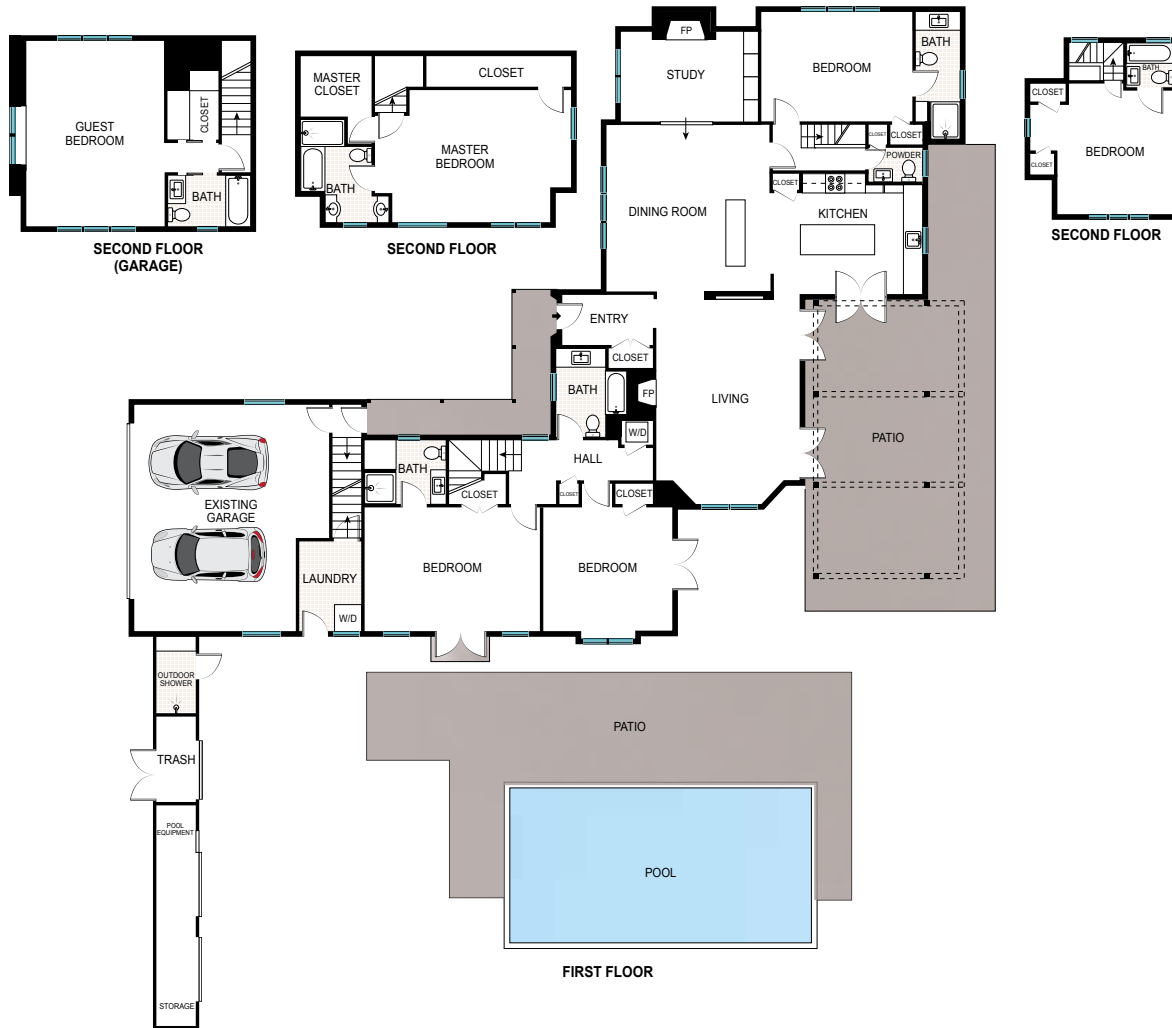 GUEST
BEDROOM
CLOSET
BATH
SECOND FLOOR
(GARAGE)
MASTER
CLOSET
CLOSET
MASTER
BEDROOM
BATH
SECOND FLOOR
FP
STUDY
BEDROOM
BATH
CLOSET
CLOSET
POWDER
CLOSET
DINING ROOM
KITCHEN
BATH
CLOSET
BEDROOM
CLOSET
SECOND FLOOR
ENTRY
CLOSET
BATH
FP
LIVING
W/D
PATIO
HALL
BATH
CLOSET
CLOSET
CLOSET
EXISTING
GARAGE
BEDROOM
BEDROOM
LAUNDRY
W/D
OUTDOOR
SHOWER
TRASH
PATIO
POOL
EQUIPMENT
POOL
STORAGE
FIRST FLOOR